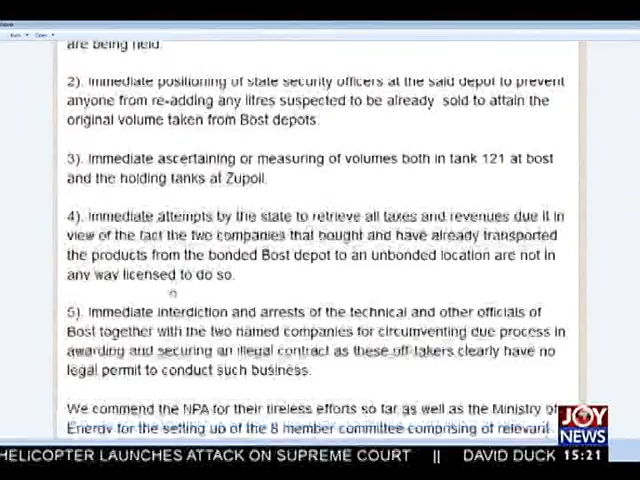 are being held.
2). Immediate positioning of state security officers at the said depot to prevent
anyone from re-adding any litres suspected to be already sold to attain the
original volume taken from Bost depots.
3). Immediate ascertaining or measuring of volumes both in tank 121 at bost
and the holding tanks at Zupoil.
4). Immediate attempts by the state to retrieve all taxes and revenues due it in
view of the fact the two companies that bought and have already transported
the products from the bonded Bost depot to an unbonded location are not in
any way licensed to do so.
5). Immediate interdiction and arrests of the technical and other officials of
Bost together with the two named companies for circumventing due process in
awarding and securing an illegal contract as these off-takers clearly have no
legal permit to conduct such business.
We commend the NPA for their tireless efforts so far as well as the Ministry of
Energy for the setting up of the 8 member committee comprising of relevant
JOY
NEWS
HELICOPTER LAUNCHES ATTACK ON SUPREME COURT || DAVID DUCK 15:21